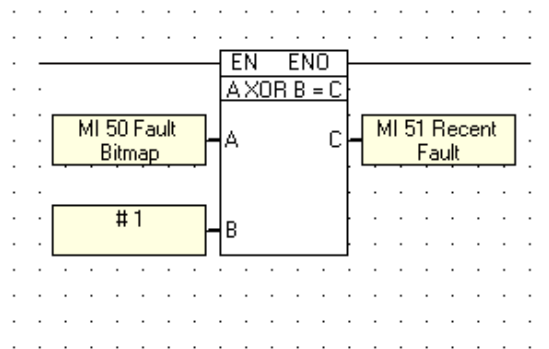 EN ENO
A XOR B = C
MI 50 Fault
Bitmap
A
C
MI 51 Recent
Fault
# 1
B